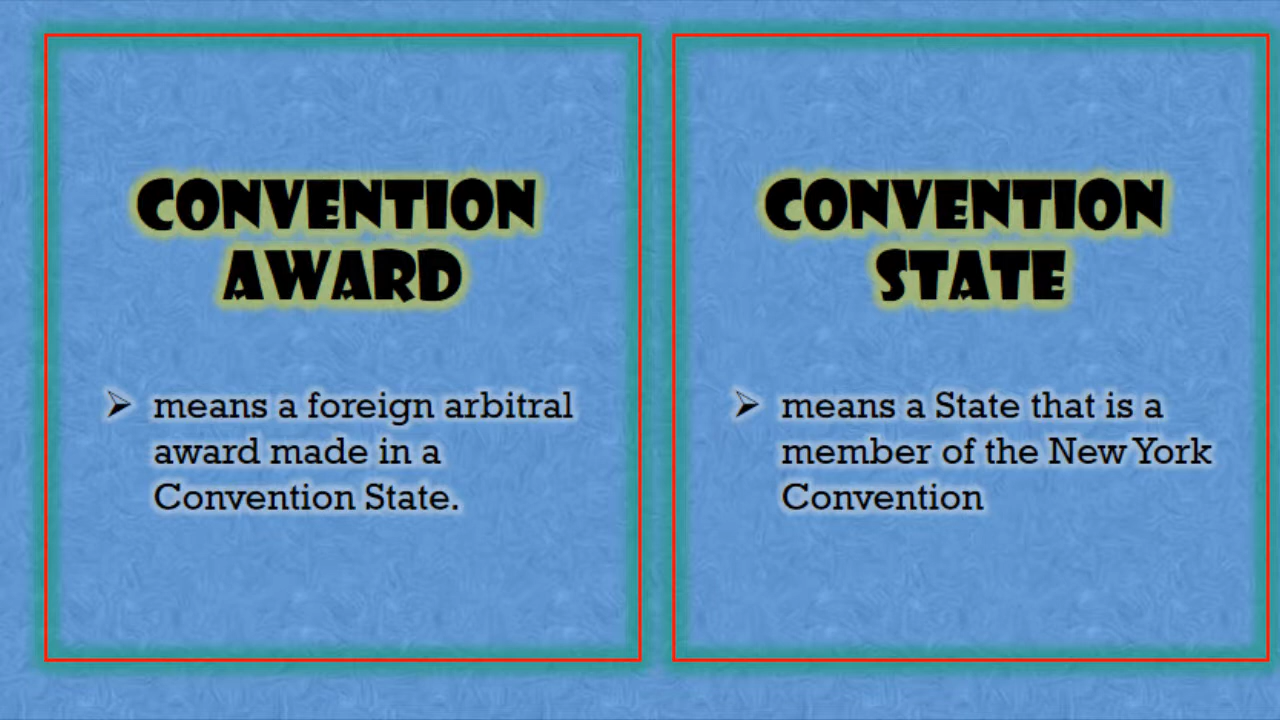 CONVENTION
AWARD
➢ means a foreign arbitral
award made in a
Convention State.
CONVENTION
STATE
➢ means a State that is a
member of the New York
Convention